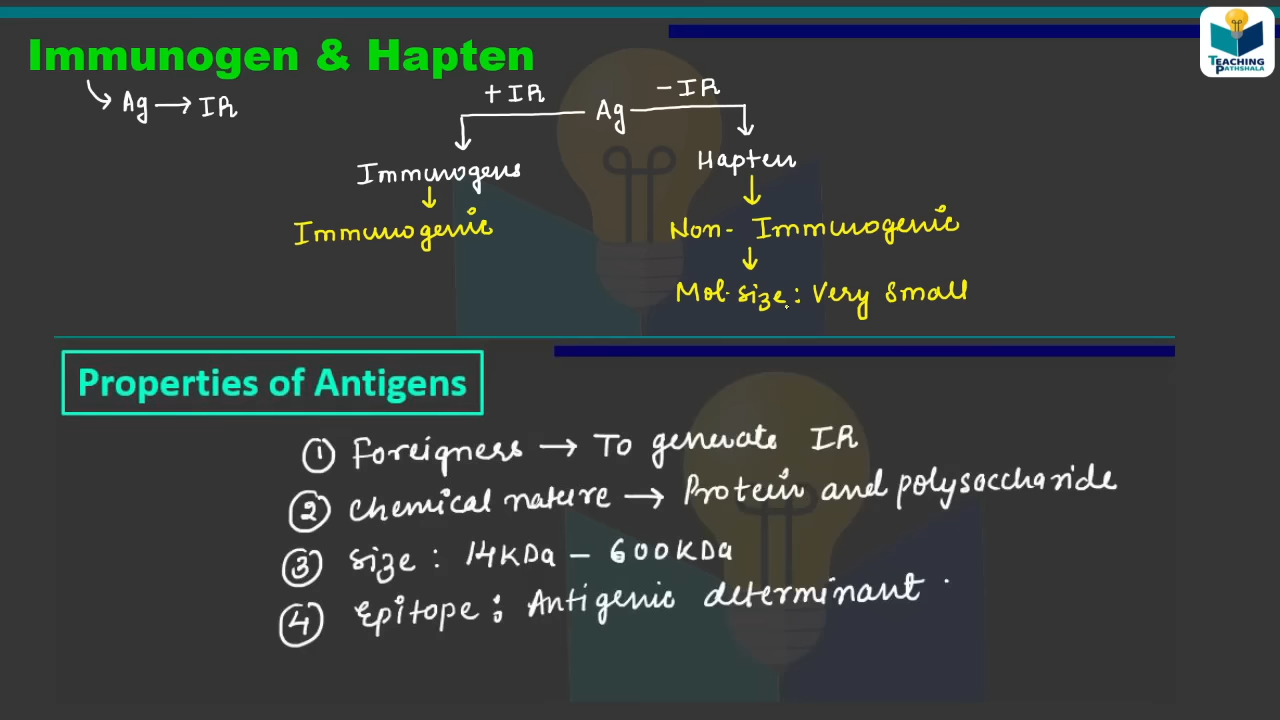 Immunogen & Hapten
TEACHING
PATHSHALA
Ag → IR
+IR Ag -IR
Immunogens Hapten
Immunogenic Non- Immunogenic
Mol. size: Very Small
Properties of Antigens
① Foreigness → To generate IR
② Chemical nature → Protein and polysaccharide
③ Size : 14KDa - 600KDa
④ Epitope : Antigenic determinant.